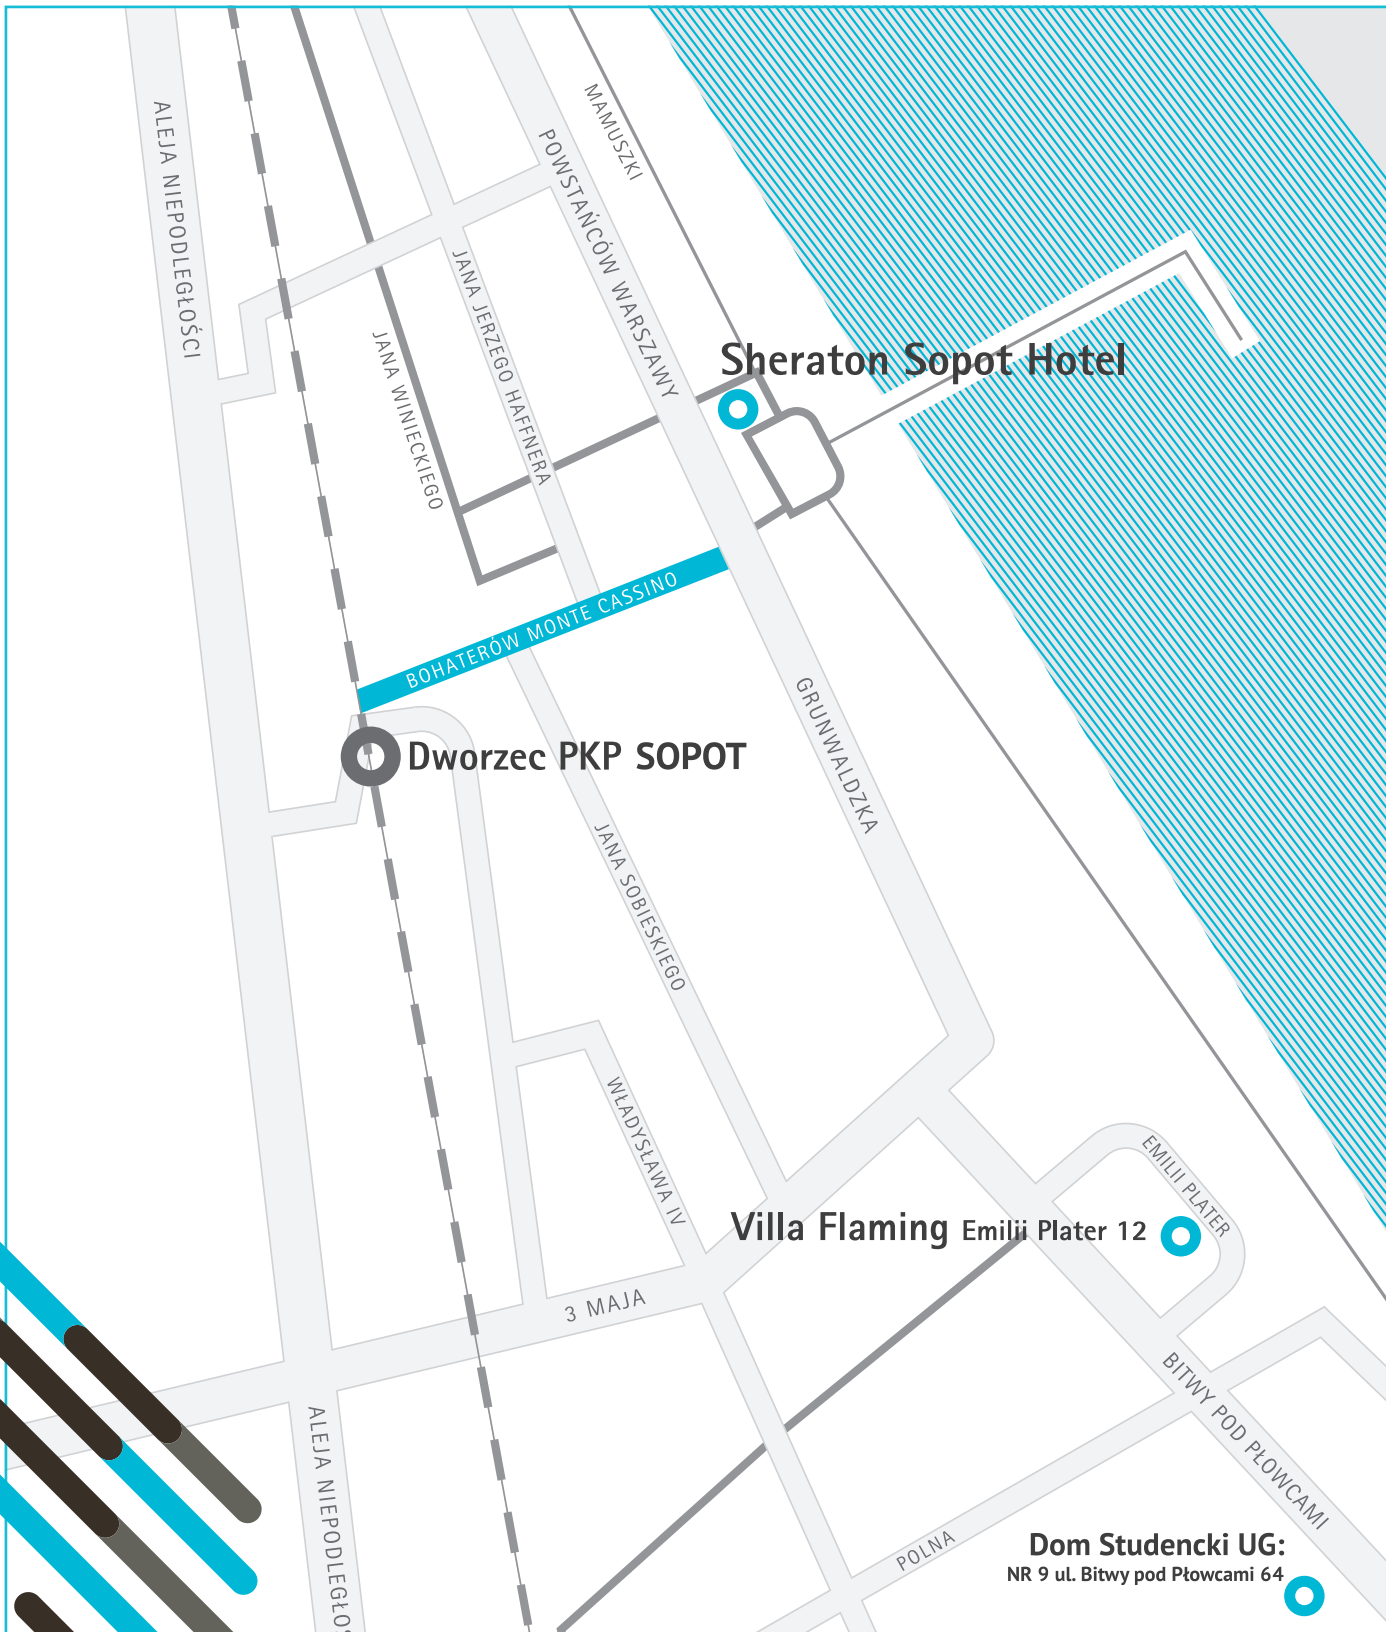 MAMUSZKI
ALEJA NIEPODLEGŁOŚCI
POWSTAŃCÓW WARSZAWY
JANA JERZEGO HAFFNERA
JANA WINIECKIEGO
Sheraton Sopot Hotel
BOHATERÓW MONTE CASSINO
GRUNWALDZKA
Dworzec PKP SOPOT
JANA SOBIESKIEGO
WŁADYSŁAWA IV
EMILII PLATER
Villa Flaming Emilii Plater 12
3 MAJA
BITWY POD PŁOWCAMI
ALEJA NIEPODLEGŁOŚ
POLNA
Dom Studencki UG:
NR 9 ul. Bitwy pod Płowcami 64